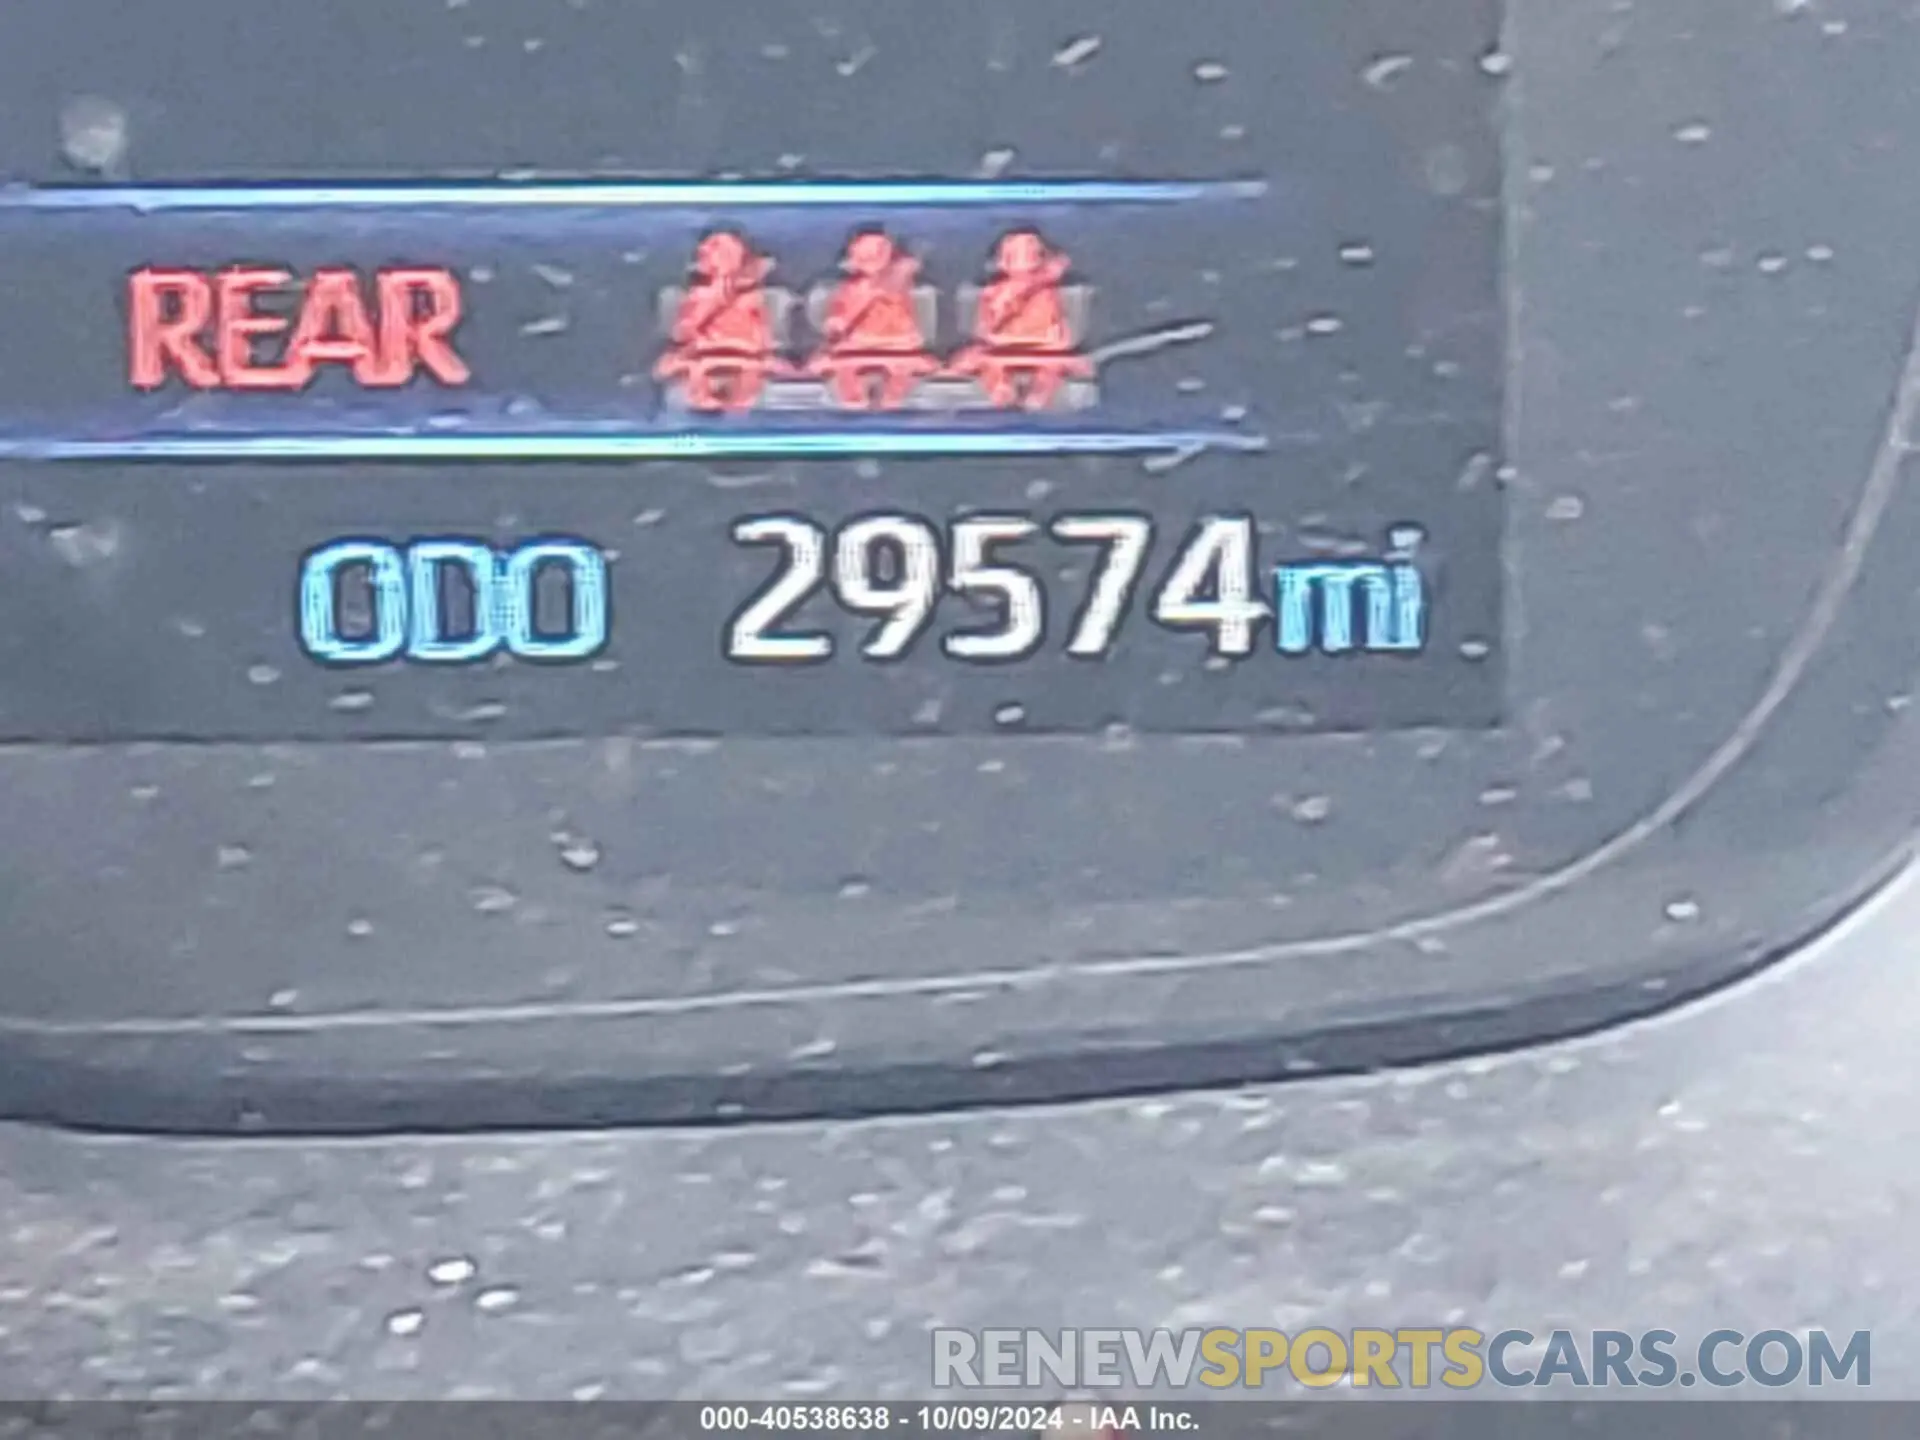 REAR
ODO 29574mi
RENEWSPORTSCARS.COM
000-40538638 - 10/09/2024 - IAA Inc.